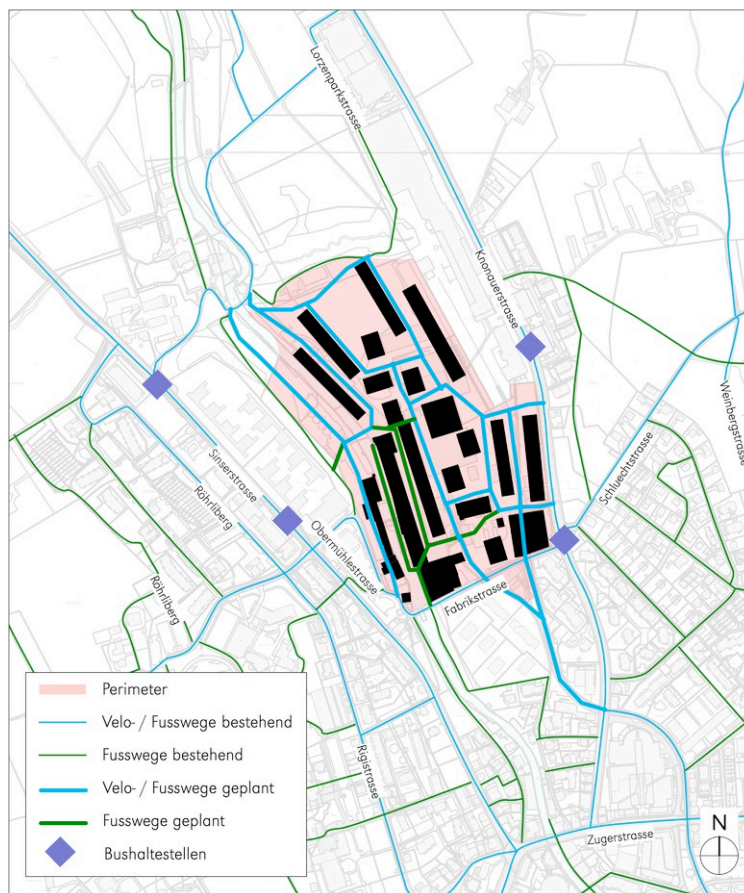 Lorzenparkstrasse
Knonauerstrasse
Weinbergstrasse
Schluechtstrasse
Sinserstrasse
Röhrliberg
Obermühlestrasse
Röhrliberg
Fabrikstrasse
Rigistrasse
Zugerstrasse
N
Perimeter
Velo- / Fusswege bestehend
Fusswege bestehend
Velo- / Fusswege geplant
Fusswege geplant
Bushaltestellen